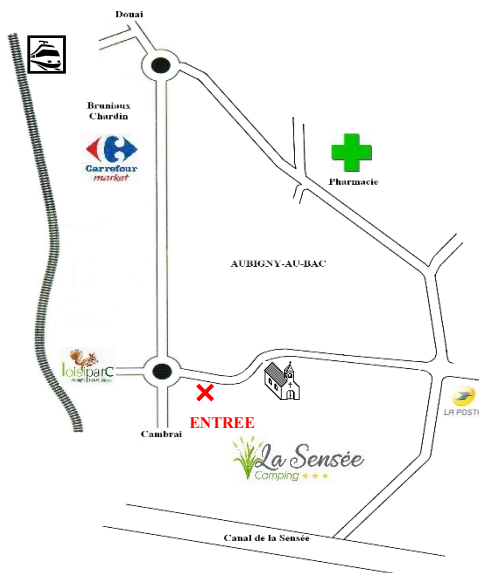 Douai
Bruniaux
Chardin
Carrefour
market
Pharmacie
AUBIGNY-AU-BAC
loisiparC
ENTREE
LA POSTE
Cambrai
La Sensée
Camping
Canal de la Sensée